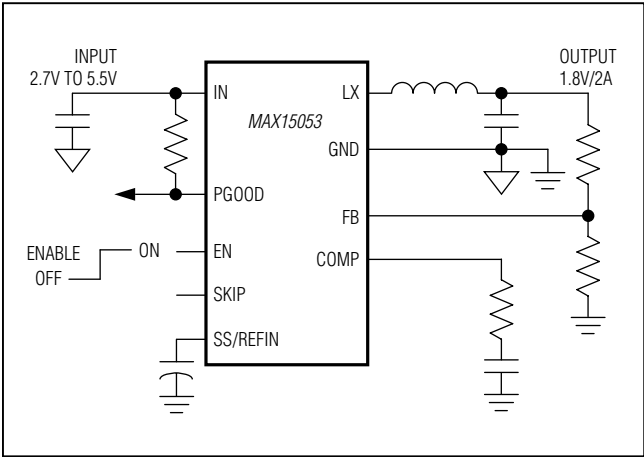 INPUT
2.7V TO 5.5V
OUTPUT
1.8V/2A
IN
LX
MAX15053
GND
PGOOD
FB
ENABLE
ON
OFF
EN
COMP
SKIP
SS/REFIN